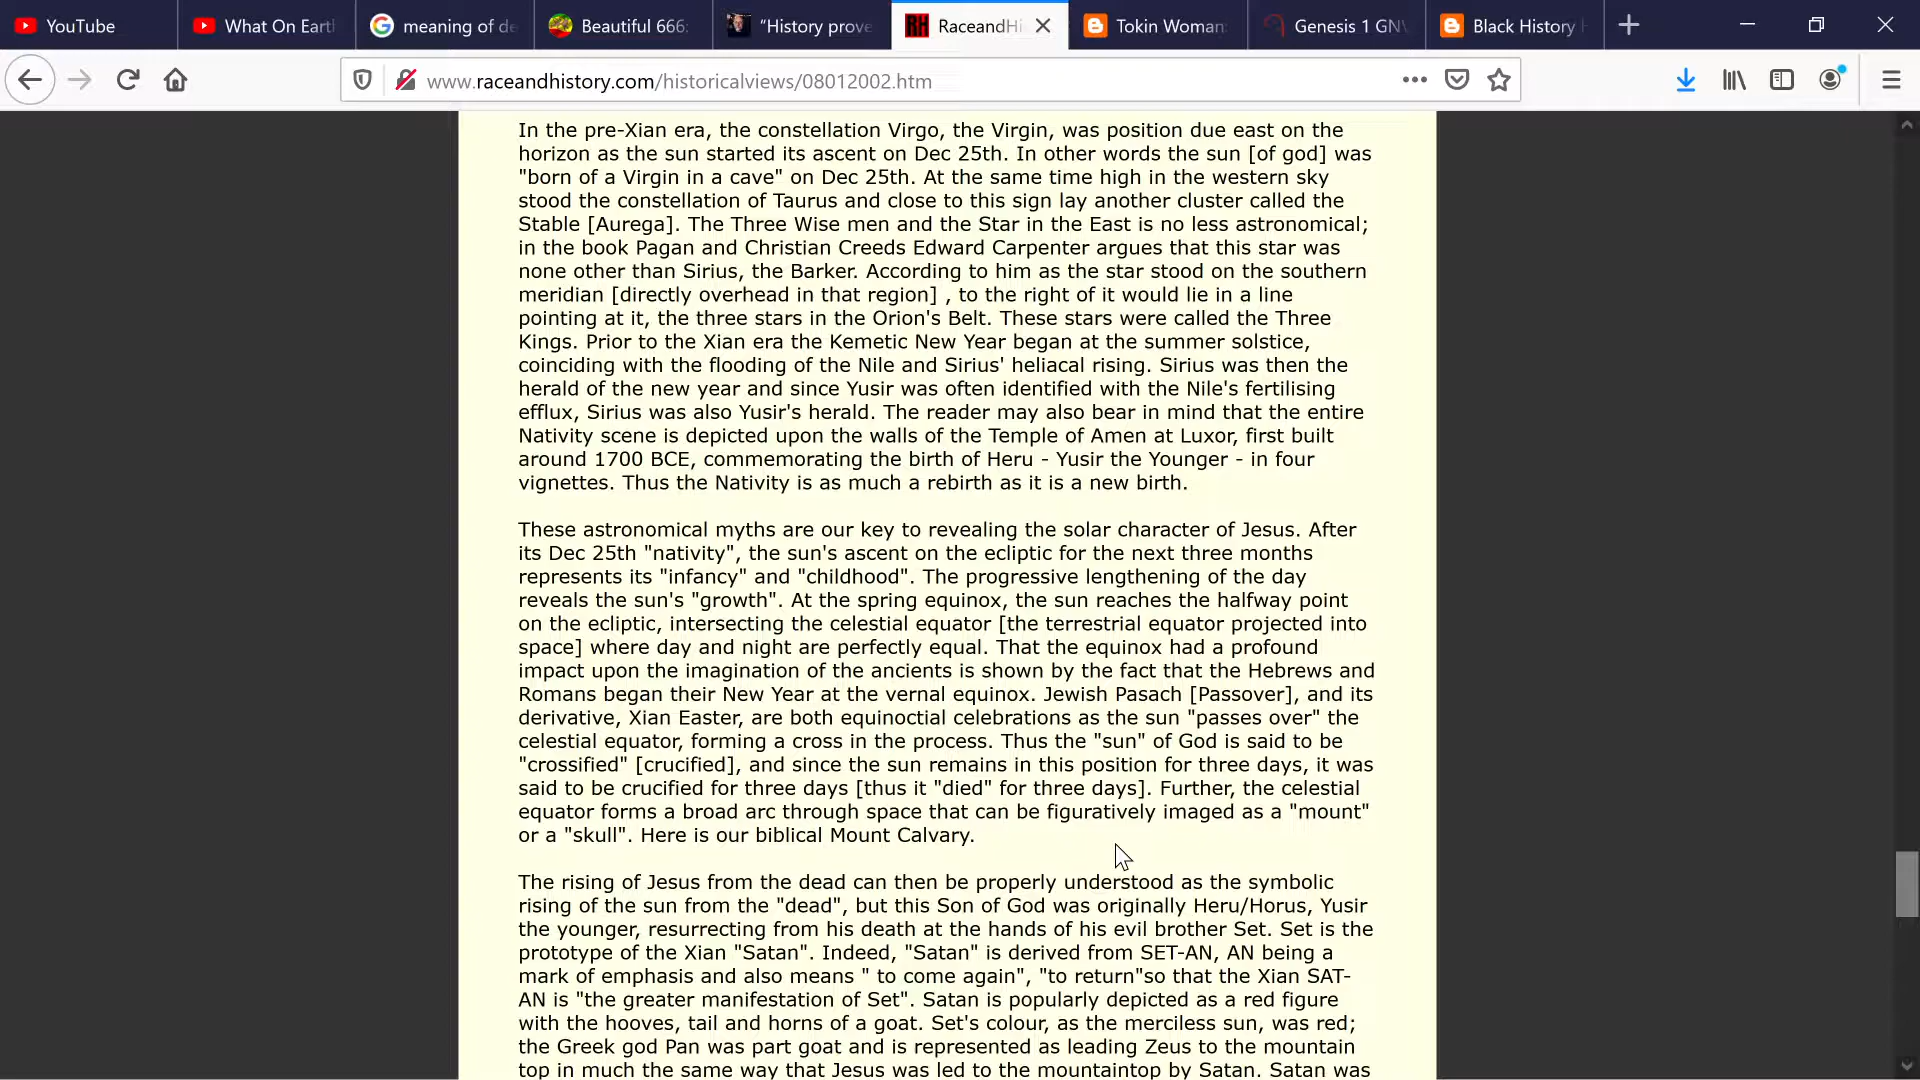 YouTube
What On Eart
meaning of de
Beautiful 666:
"History prove
RaceandHi
Tokin Woman:
Genesis 1 GNV
Black History H
www.raceandhistory.com/historicalviews/08012002.htm
In the pre-Xian era, the constellation Virgo, the Virgin, was position due east on the
horizon as the sun started its ascent on Dec 25th. In other words the sun [of god] was
"born of a Virgin in a cave" on Dec 25th. At the same time high in the western sky
stood the constellation of Taurus and close to this sign lay another cluster called the
Stable [Aurega]. The Three Wise men and the Star in the East is no less astronomical;
in the book Pagan and Christian Creeds Edward Carpenter argues that this star was
none other than Sirius, the Barker. According to him as the star stood on the southern
meridian [directly overhead in that region] , to the right of it would lie in a line
pointing at it, the three stars in the Orion's Belt. These stars were called the Three
Kings. Prior to the Xian era the Kemetic New Year began at the summer solstice,
coinciding with the flooding of the Nile and Sirius' heliacal rising. Sirius was then the
herald of the new year and since Yusir was often identified with the Nile's fertilising
efflux, Sirius was also Yusir's herald. The reader may also bear in mind that the entire
Nativity scene is depicted upon the walls of the Temple of Amen at Luxor, first built
around 1700 BCE, commemorating the birth of Heru - Yusir the Younger - in four
vignettes. Thus the Nativity is as much a rebirth as it is a new birth.
These astronomical myths are our key to revealing the solar character of Jesus. After
its Dec 25th "nativity", the sun's ascent on the ecliptic for the next three months
represents its "infancy" and "childhood". The progressive lengthening of the day
reveals the sun's "growth". At the spring equinox, the sun reaches the halfway point
on the ecliptic, intersecting the celestial equator [the terrestrial equator projected into
space] where day and night are perfectly equal. That the equinox had a profound
impact upon the imagination of the ancients is shown by the fact that the Hebrews and
Romans began their New Year at the vernal equinox. Jewish Pasach [Passover], and its
derivative, Xian Easter, are both equinoctial celebrations as the sun "passes over" the
celestial equator, forming a cross in the process. Thus the "sun" of God is said to be
"crossified" [crucified], and since the sun remains in this position for three days, it was
said to be crucified for three days [thus it "died" for three days]. Further, the celestial
equator forms a broad arc through space that can be figuratively imaged as a "mount"
or a "skull". Here is our biblical Mount Calvary.
The rising of Jesus from the dead can then be properly understood as the symbolic
rising of the sun from the "dead", but this Son of God was originally Heru/Horus, Yusir
the younger, resurrecting from his death at the hands of his evil brother Set. Set is the
prototype of the Xian "Satan". Indeed, "Satan" is derived from SET-AN, AN being a
mark of emphasis and also means " to come again", "to return"so that the Xian SAT-
AN is "the greater manifestation of Set". Satan is popularly depicted as a red figure
with the hooves, tail and horns of a goat. Set's colour, as the merciless sun, was red;
the Greek god Pan was part goat and is represented as leading Zeus to the mountain
top in much the same way that Jesus was led to the mountaintop by Satan. Satan was